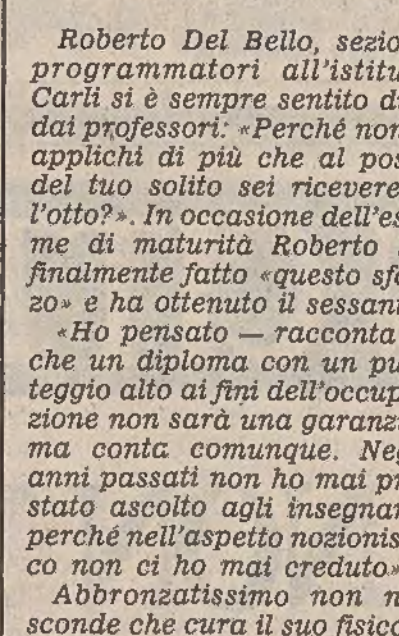 Roberto Del Bello, sezio
programmatori all'istitu
Carli si è sempre sentito d
dai professori: «Perché non
applichi di più che al pos
del tuo solito sei ricevere
l'otto?». In occasione dell'es
me di maturità Roberto
finalmente fatto «questo sfo
zo» e ha ottenuto il sessant
«Ho pensato — racconta
che un diploma con un pu
teggio alto ai fini dell'occup
zione non sarà una garanz
ma conta comunque. Neg
anni passati non ho mai pr
stato ascolto agli insegnan
perché nell'aspetto nozionis
co non ci ho mai creduto»
Abbronzatissimo non n
sconde che cura il suo fisico